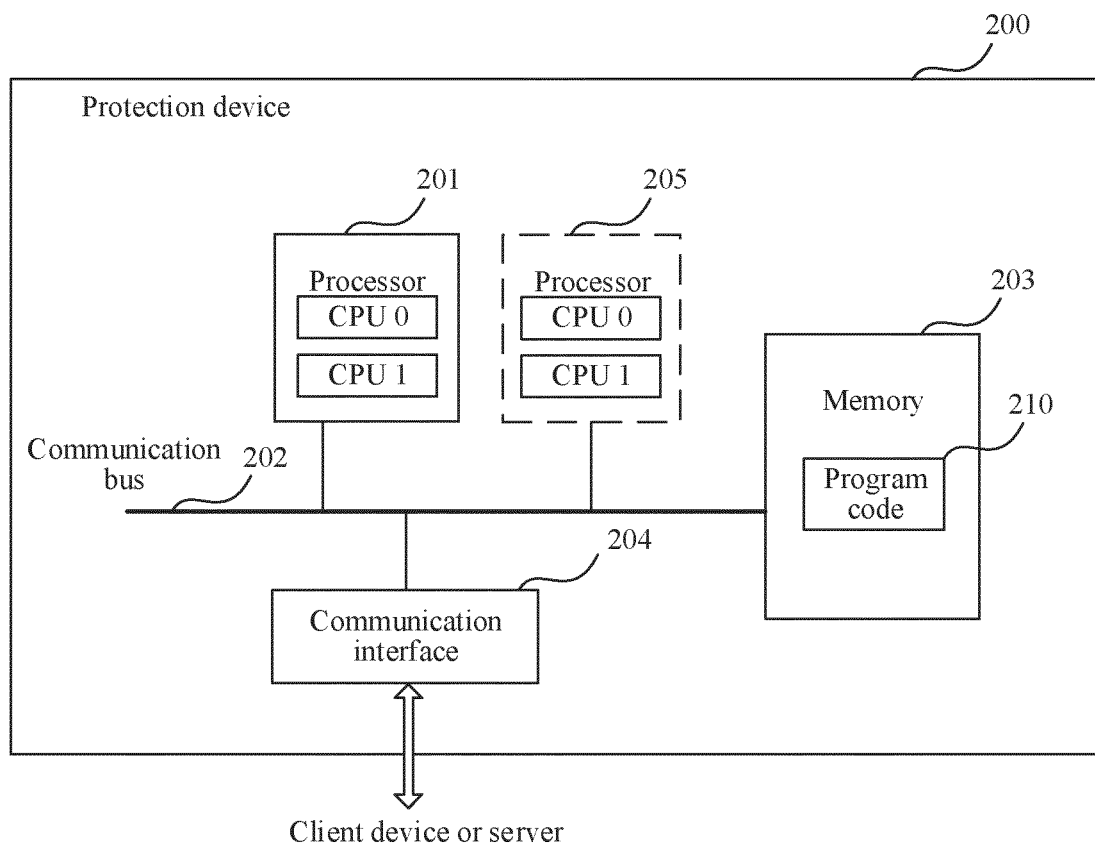 200
Protection device
201
205
Processor
CPU 0
CPU 1
Processor
CPU 0
CPU 1
203
Memory
210
Program
code
Communication
bus
202
204
Communication
interface
Client device or server